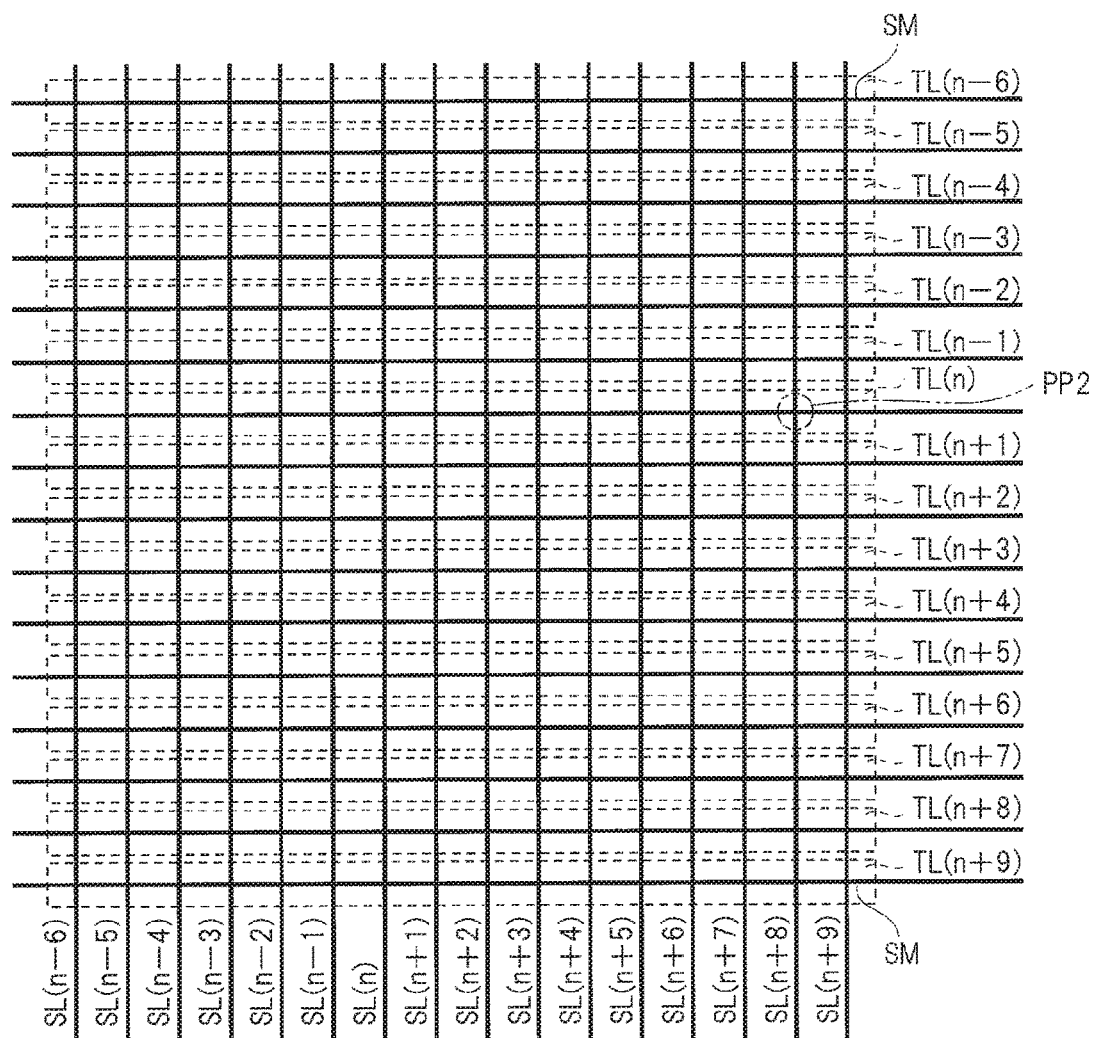 SM
TL(n−6)
TL(n−5)
TL(n−4)
TL(n−3)
TL(n−2)
TL(n−1)
TL(n)
PP2
TL(n+1)
TL(n+2)
TL(n+3)
TL(n+4)
TL(n+5)
TL(n+6)
TL(n+7)
TL(n+8)
TL(n+9)
SM
SL(n−6)
SL(n−5)
SL(n−4)
SL(n−3)
SL(n−2)
SL(n−1)
SL(n)
SL(n+1)
SL(n+2)
SL(n+3)
SL(n+4)
SL(n+5)
SL(n+6)
SL(n+7)
SL(n+8)
SL(n+9)